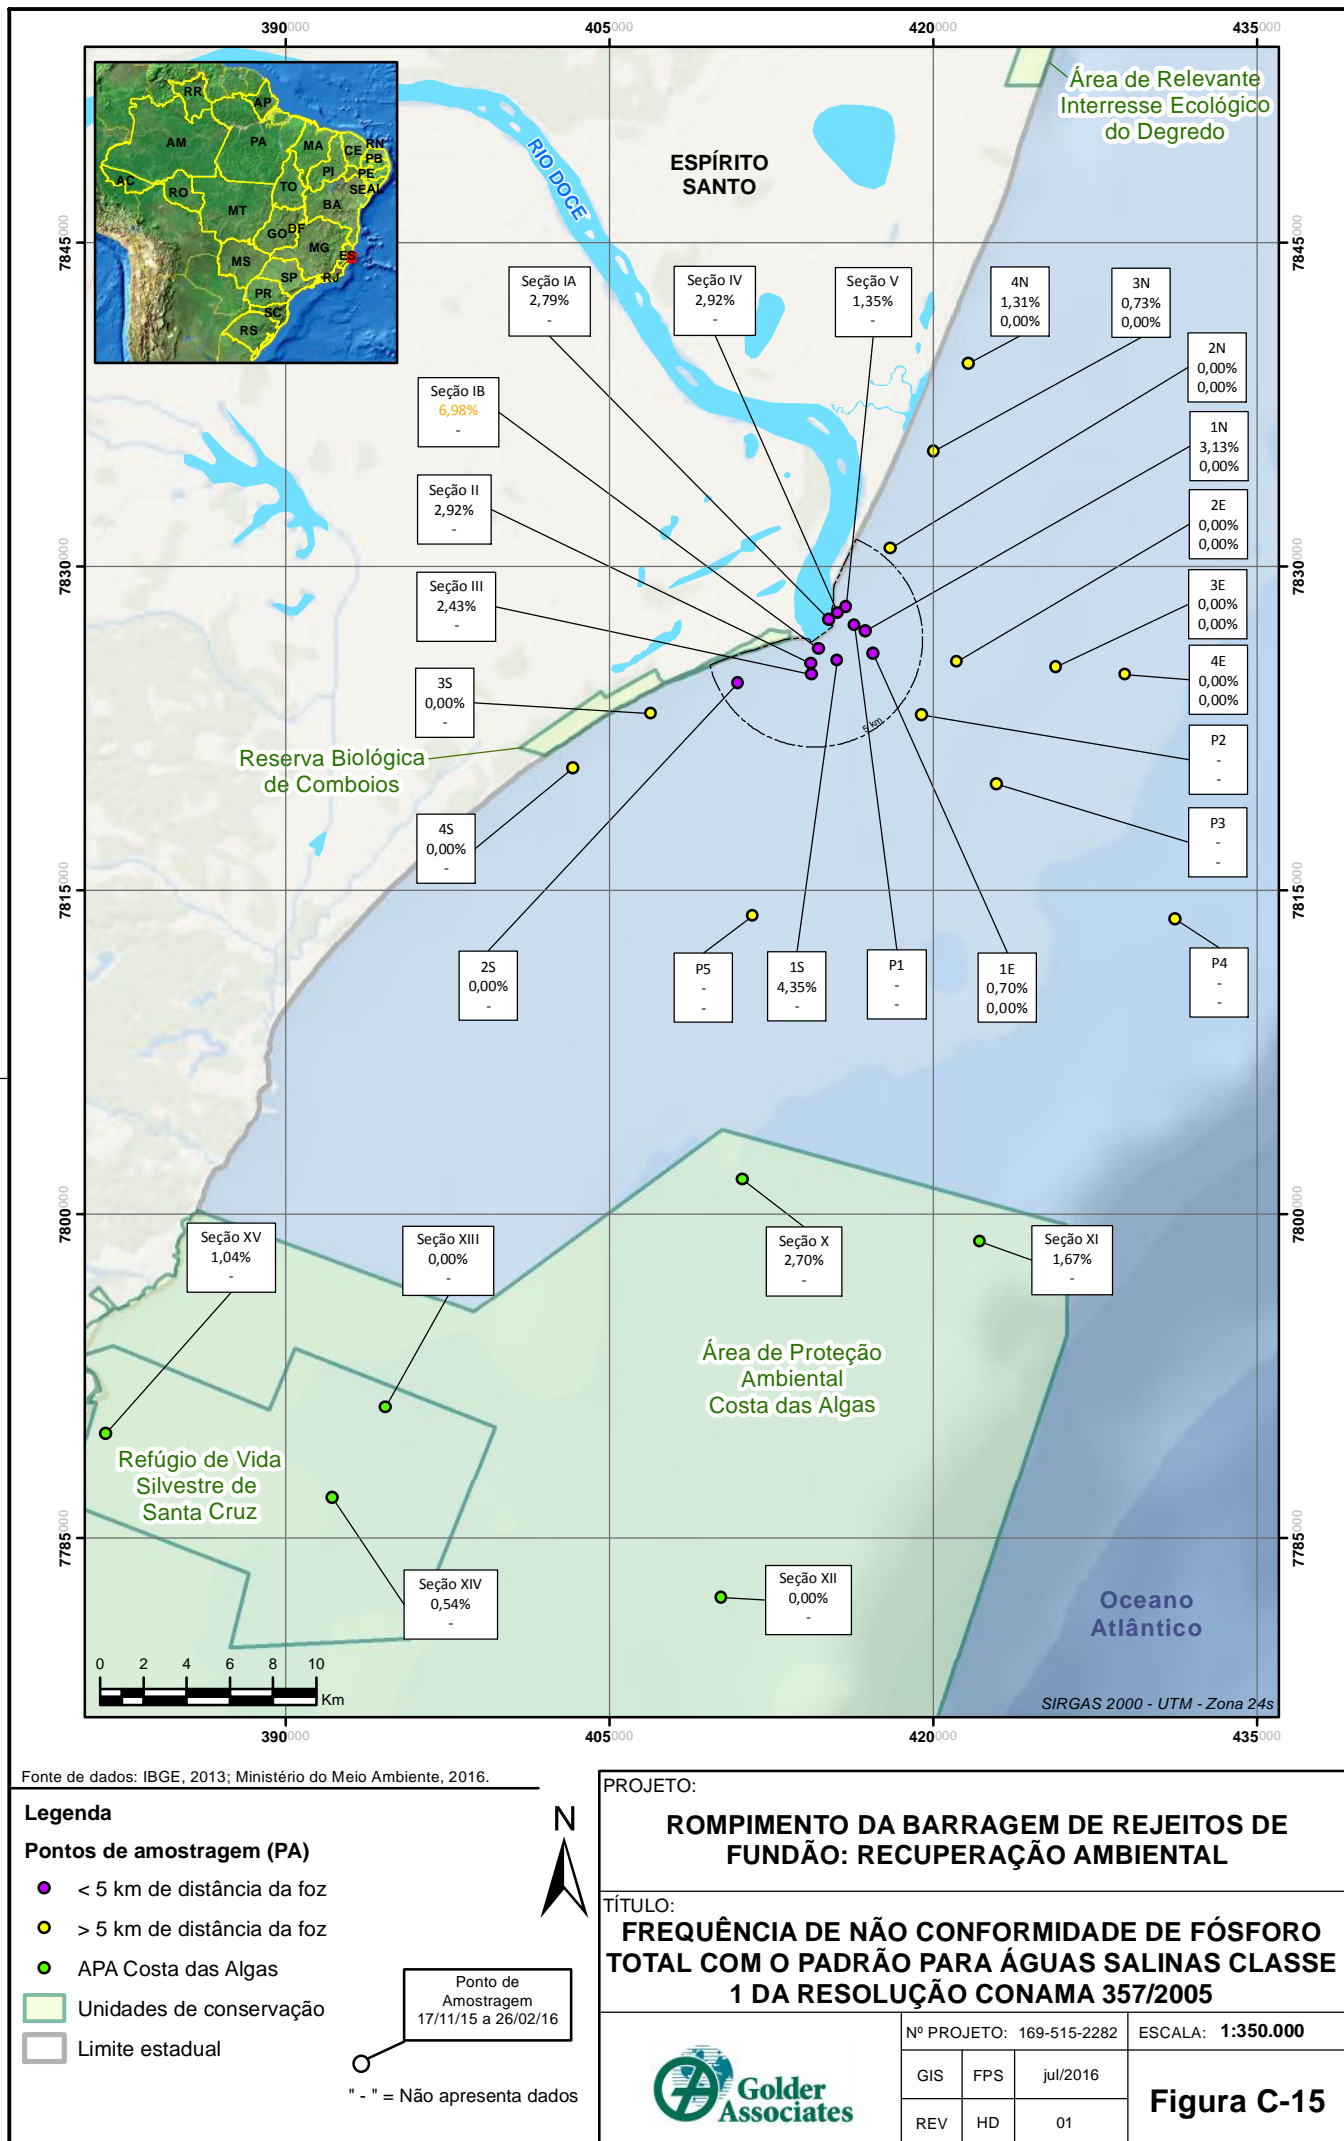 390000 405000 420000 435000
Área de Relevante
Interresse Ecológico
do Degredo
RR
AP
AM
PA
MA
CE
RN
PB
PI
PE
AC
RO
TO
SE
AL
MT
BA
GO
DF
MG
MS
ES
SP
RJ
PR
SC
RS
RIO DOCE
ESPÍRITO
SANTO
7845000
7845000
Seção IA
2,79%
-
Seção IV
2,92%
-
Seção V
1,35%
-
4N
1,31%
0,00%
3N
0,73%
0,00%
2N
0,00%
0,00%
Seção IB
6,98%
-
1N
3,13%
0,00%
Seção II
2,92%
-
2E
0,00%
0,00%
7830000
7830000
Seção III
2,43%
-
3E
0,00%
0,00%
3S
0,00%
-
4E
0,00%
0,00%
5 km
Reserva Biológica
de Comboios
P2
-
-
4S
0,00%
-
P3
-
-
7815000
7815000
2S
0,00%
-
P5
-
-
1S
4,35%
-
P1
-
-
1E
0,70%
0,00%
P4
-
-
7800000
7800000
Seção XV
1,04%
-
Seção XIII
0,00%
-
Seção X
2,70%
-
Seção XI
1,67%
-
Área de Proteção
Ambiental
Costa das Algas
Refúgio de Vida
Silvestre de
Santa Cruz
7785000
7785000
Seção XIV
0,54%
-
Seção XII
0,00%
-
Oceano
Atlântico
0 2 4 6 8 10
Km
SIRGAS 2000 - UTM - Zona 24s
390000 405000 420000 435000
Fonte de dados: IBGE, 2013; Ministério do Meio Ambiente, 2016.
Legenda
Pontos de amostragem (PA)
< 5 km de distância da foz
> 5 km de distância da foz
APA Costa das Algas
Unidades de conservação
Limite estadual
N
Ponto de
Amostragem
17/11/15 a 26/02/16
" - " = Não apresenta dados
PROJETO:
ROMPIMENTO DA BARRAGEM DE REJEITOS DE
FUNDÃO: RECUPERAÇÃO AMBIENTAL
TÍTULO:
FREQUÊNCIA DE NÃO CONFORMIDADE DE FÓSFORO
TOTAL COM O PADRÃO PARA ÁGUAS SALINAS CLASSE
1 DA RESOLUÇÃO CONAMA 357/2005
Golder
Associates
Nº PROJETO: 169-515-2282
ESCALA: 1:350.000
GIS FPS jul/2016
REV HD 01
Figura C-15